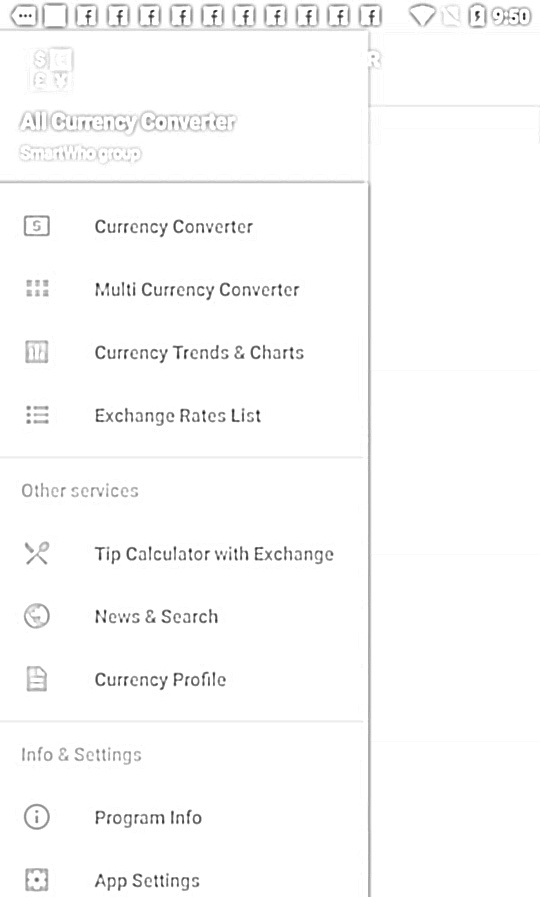 9:50
R
All Currency Converter
SmartWho group
Currency Converter
Multi Currency Converter
Currency Trends & Charts
Exchange Rates List
Other services
Tip Calculator with Exchange
News & Search
Currency Profile
Info & Settings
Program Info
App Settings